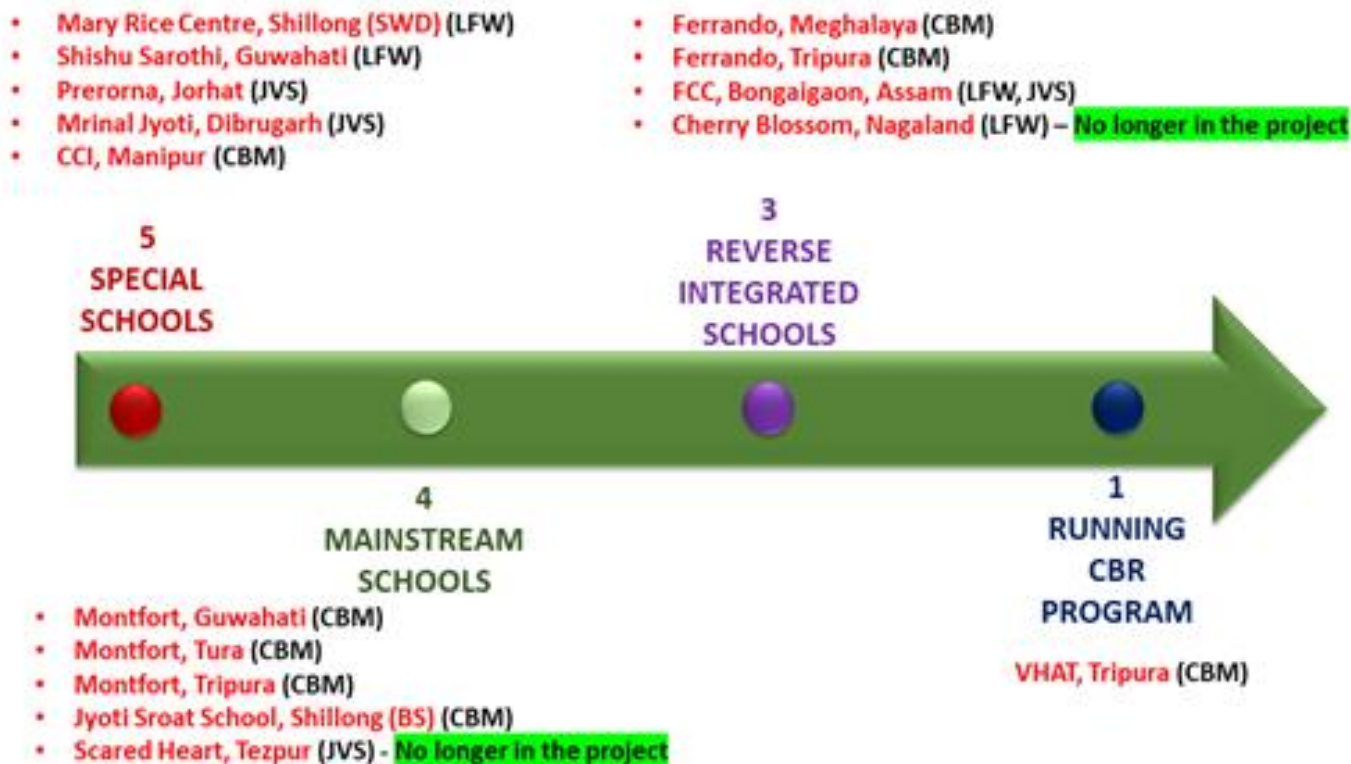 • Mary Rice Centre, Shillong (SWD) (LFW)
• Shishu Sarothi, Guwahati (LFW)
• Prerorna, Jorhat (JVS)
• Mrinal Jyoti, Dibrugarh (JVS)
• CCI, Manipur (CBM)
• Ferrando, Meghalaya (CBM)
• Ferrando, Tripura (CBM)
• FCC, Bongaigaon, Assam (LFW, JVS)
• Cherry Blossom, Nagaland (LFW) – No longer in the project
5
SPECIAL
SCHOOLS
3
REVERSE
INTEGRATED
SCHOOLS
4
MAINSTREAM
SCHOOLS
• Montfort, Guwahati (CBM)
• Montfort, Tura (CBM)
• Montfort, Tripura (CBM)
• Jyoti Sroat School, Shillong (BS) (CBM)
• Scared Heart, Tezpur (JVS) - No longer in the project
1
RUNNING
CBR
PROGRAM
VHAT, Tripura (CBM)